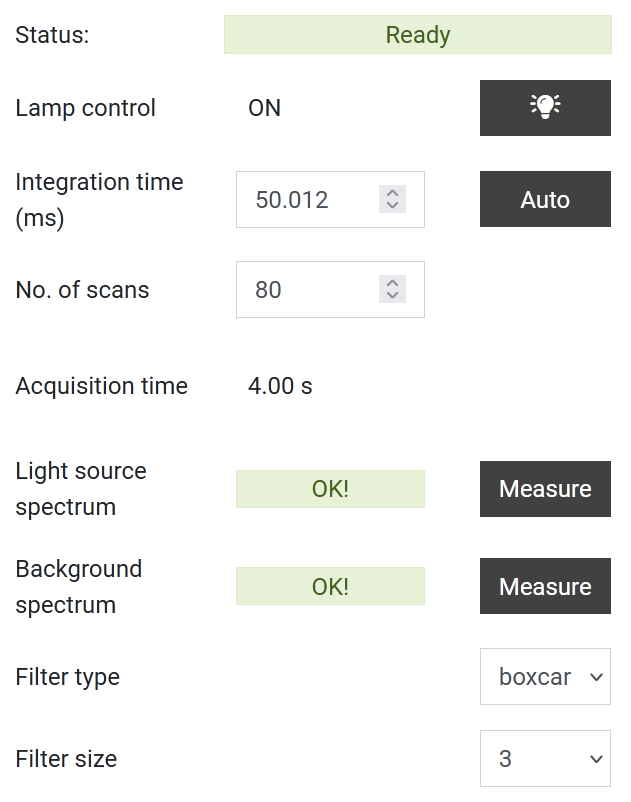 Status:
Ready
Lamp control
ON
Integration time
(ms)
50.012
Auto
No. of scans
80
Acquisition time
4.00 s
Light source
spectrum
OK!
Measure
Background
spectrum
OK!
Measure
Filter type
boxcar
Filter size
3